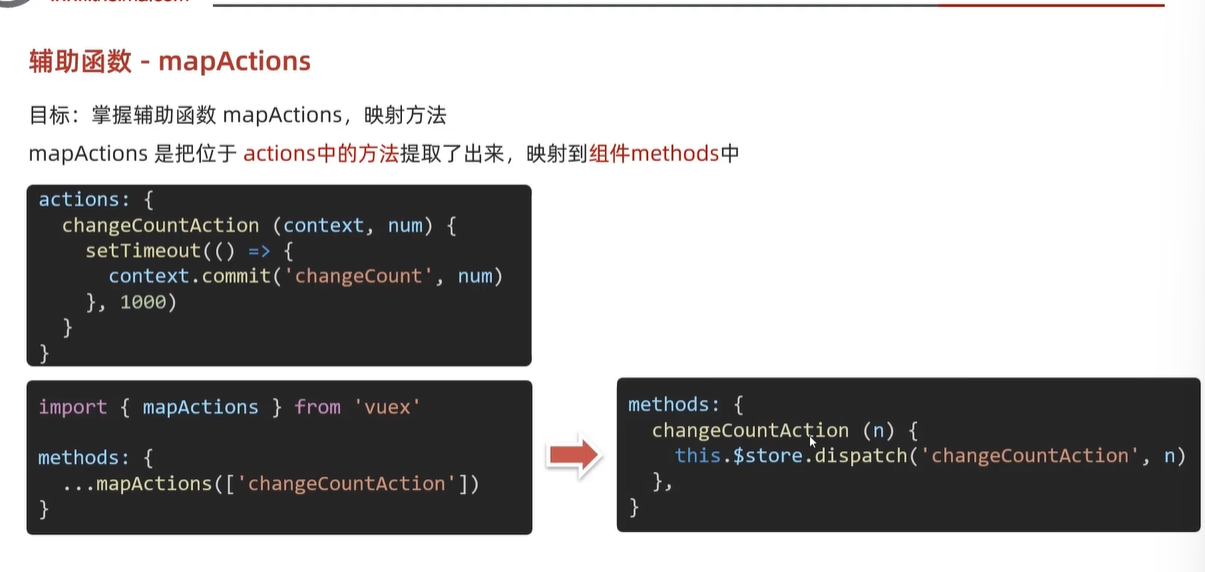 辅助函数 - mapActions
目标：掌握辅助函数 mapActions，映射方法
mapActions 是把位于 actions中的方法提取了出来，映射到组件methods中
actions: {
  changeCountAction (context, num) {
    setTimeout(() => {
      context.commit('changeCount', num)
    }, 1000)
  }
}
import { mapActions } from 'vuex'
methods: {
  ...mapActions(['changeCountAction'])
}
methods: {
  changeCountAction (n) {
    this.$store.dispatch('changeCountAction', n)
  },
}